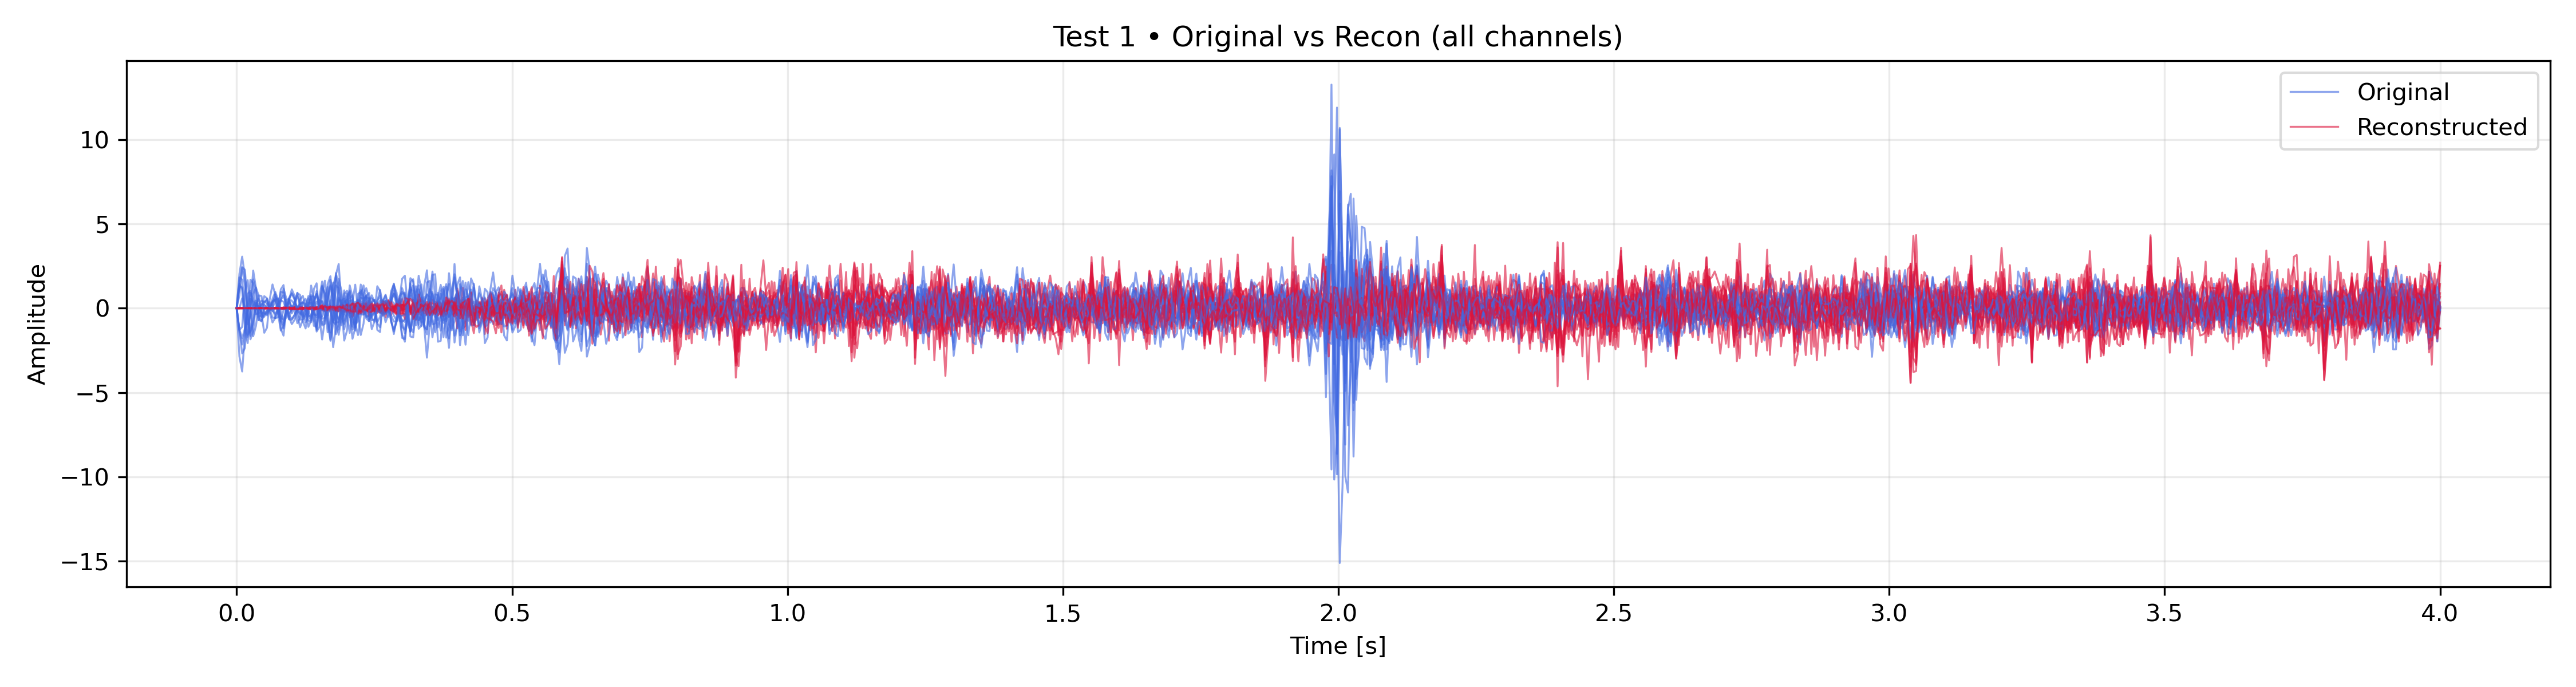 Test 1 • Original vs Recon (all channels)
Original
Reconstructed
Amplitude
10
5
0
−5
−10
−15
0.0 0.5 1.0 1.5 2.0 2.5 3.0 3.5 4.0
Time [s]